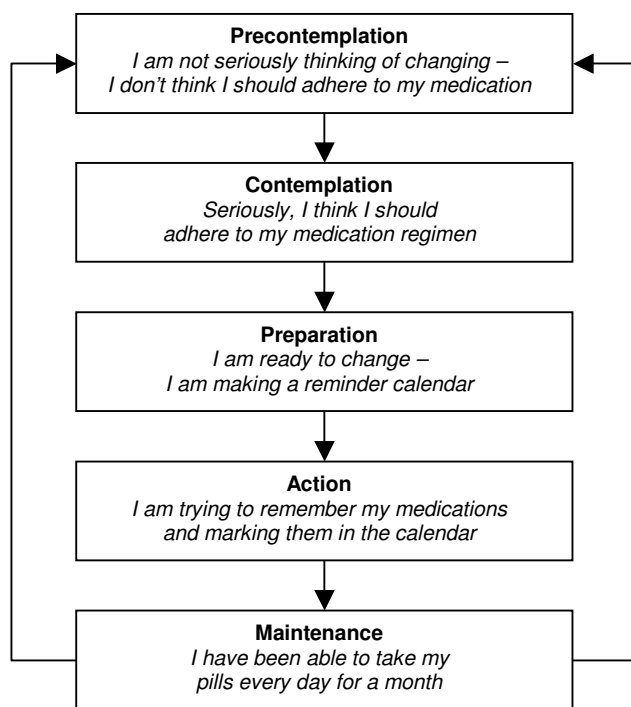 Precontemplation
I am not seriously thinking of changing –
I don't think I should adhere to my medication
Contemplation
Seriously, I think I should
adhere to my medication regimen
Preparation
I am ready to change –
I am making a reminder calendar
Action
I am trying to remember my medications
and marking them in the calendar
Maintenance
I have been able to take my
pills every day for a month